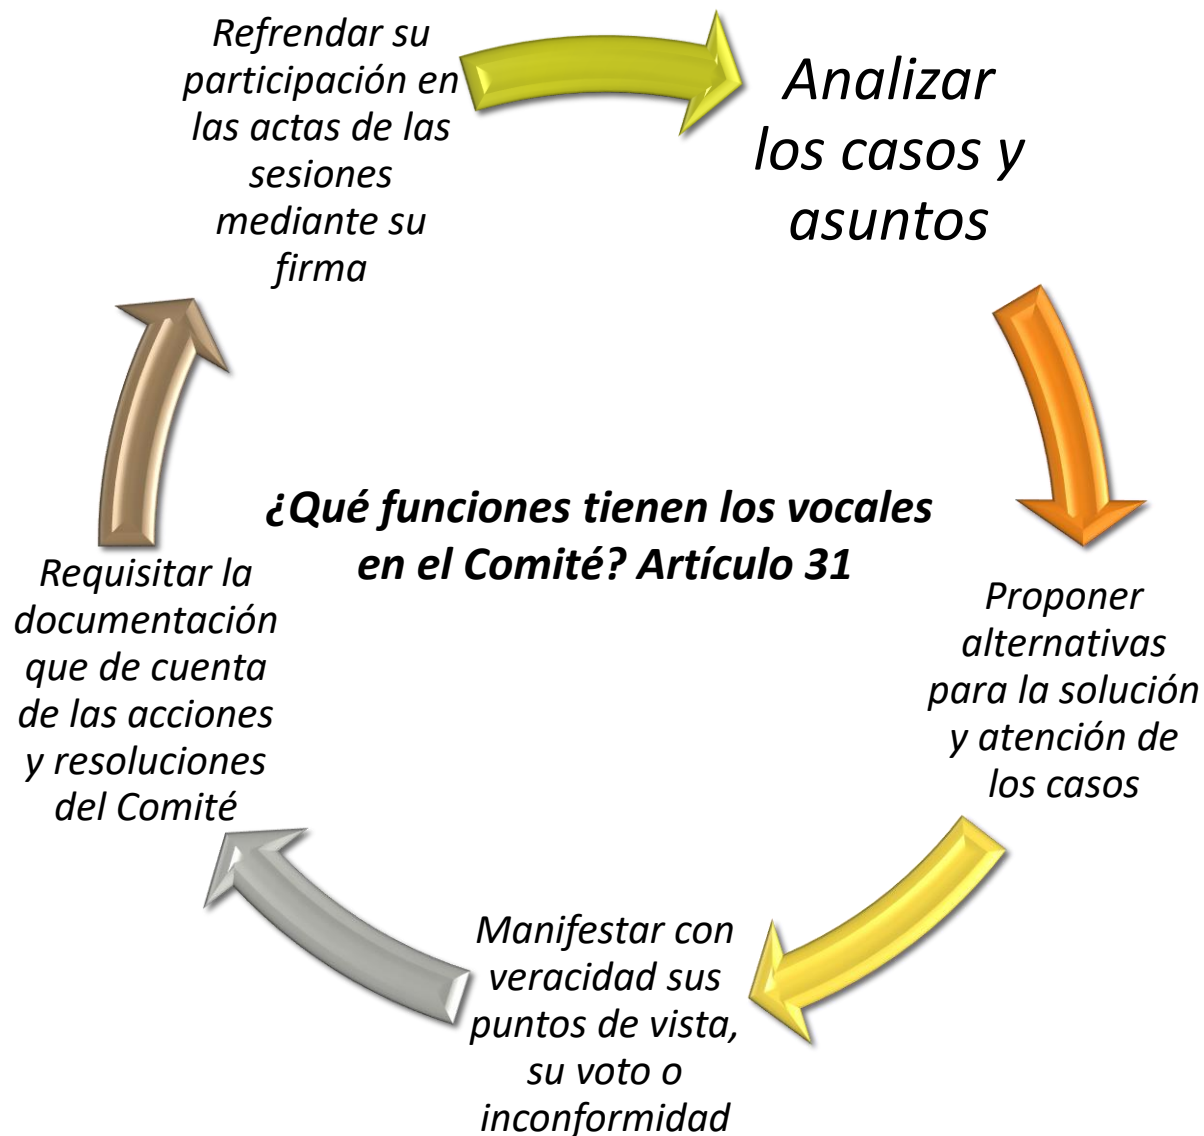 Refrendar su
participación en
las actas de las
sesiones
mediante su
firma
Analizar
los casos y
asuntos
¿Qué funciones tienen los vocales
en el Comité? Artículo 31
Requisitar la
documentación
que de cuenta
de las acciones
y resoluciones
del Comité
Proponer
alternativas
para la solución
y atención de
los casos
Manifestar con
veracidad sus
puntos de vista,
su voto o
inconformidad